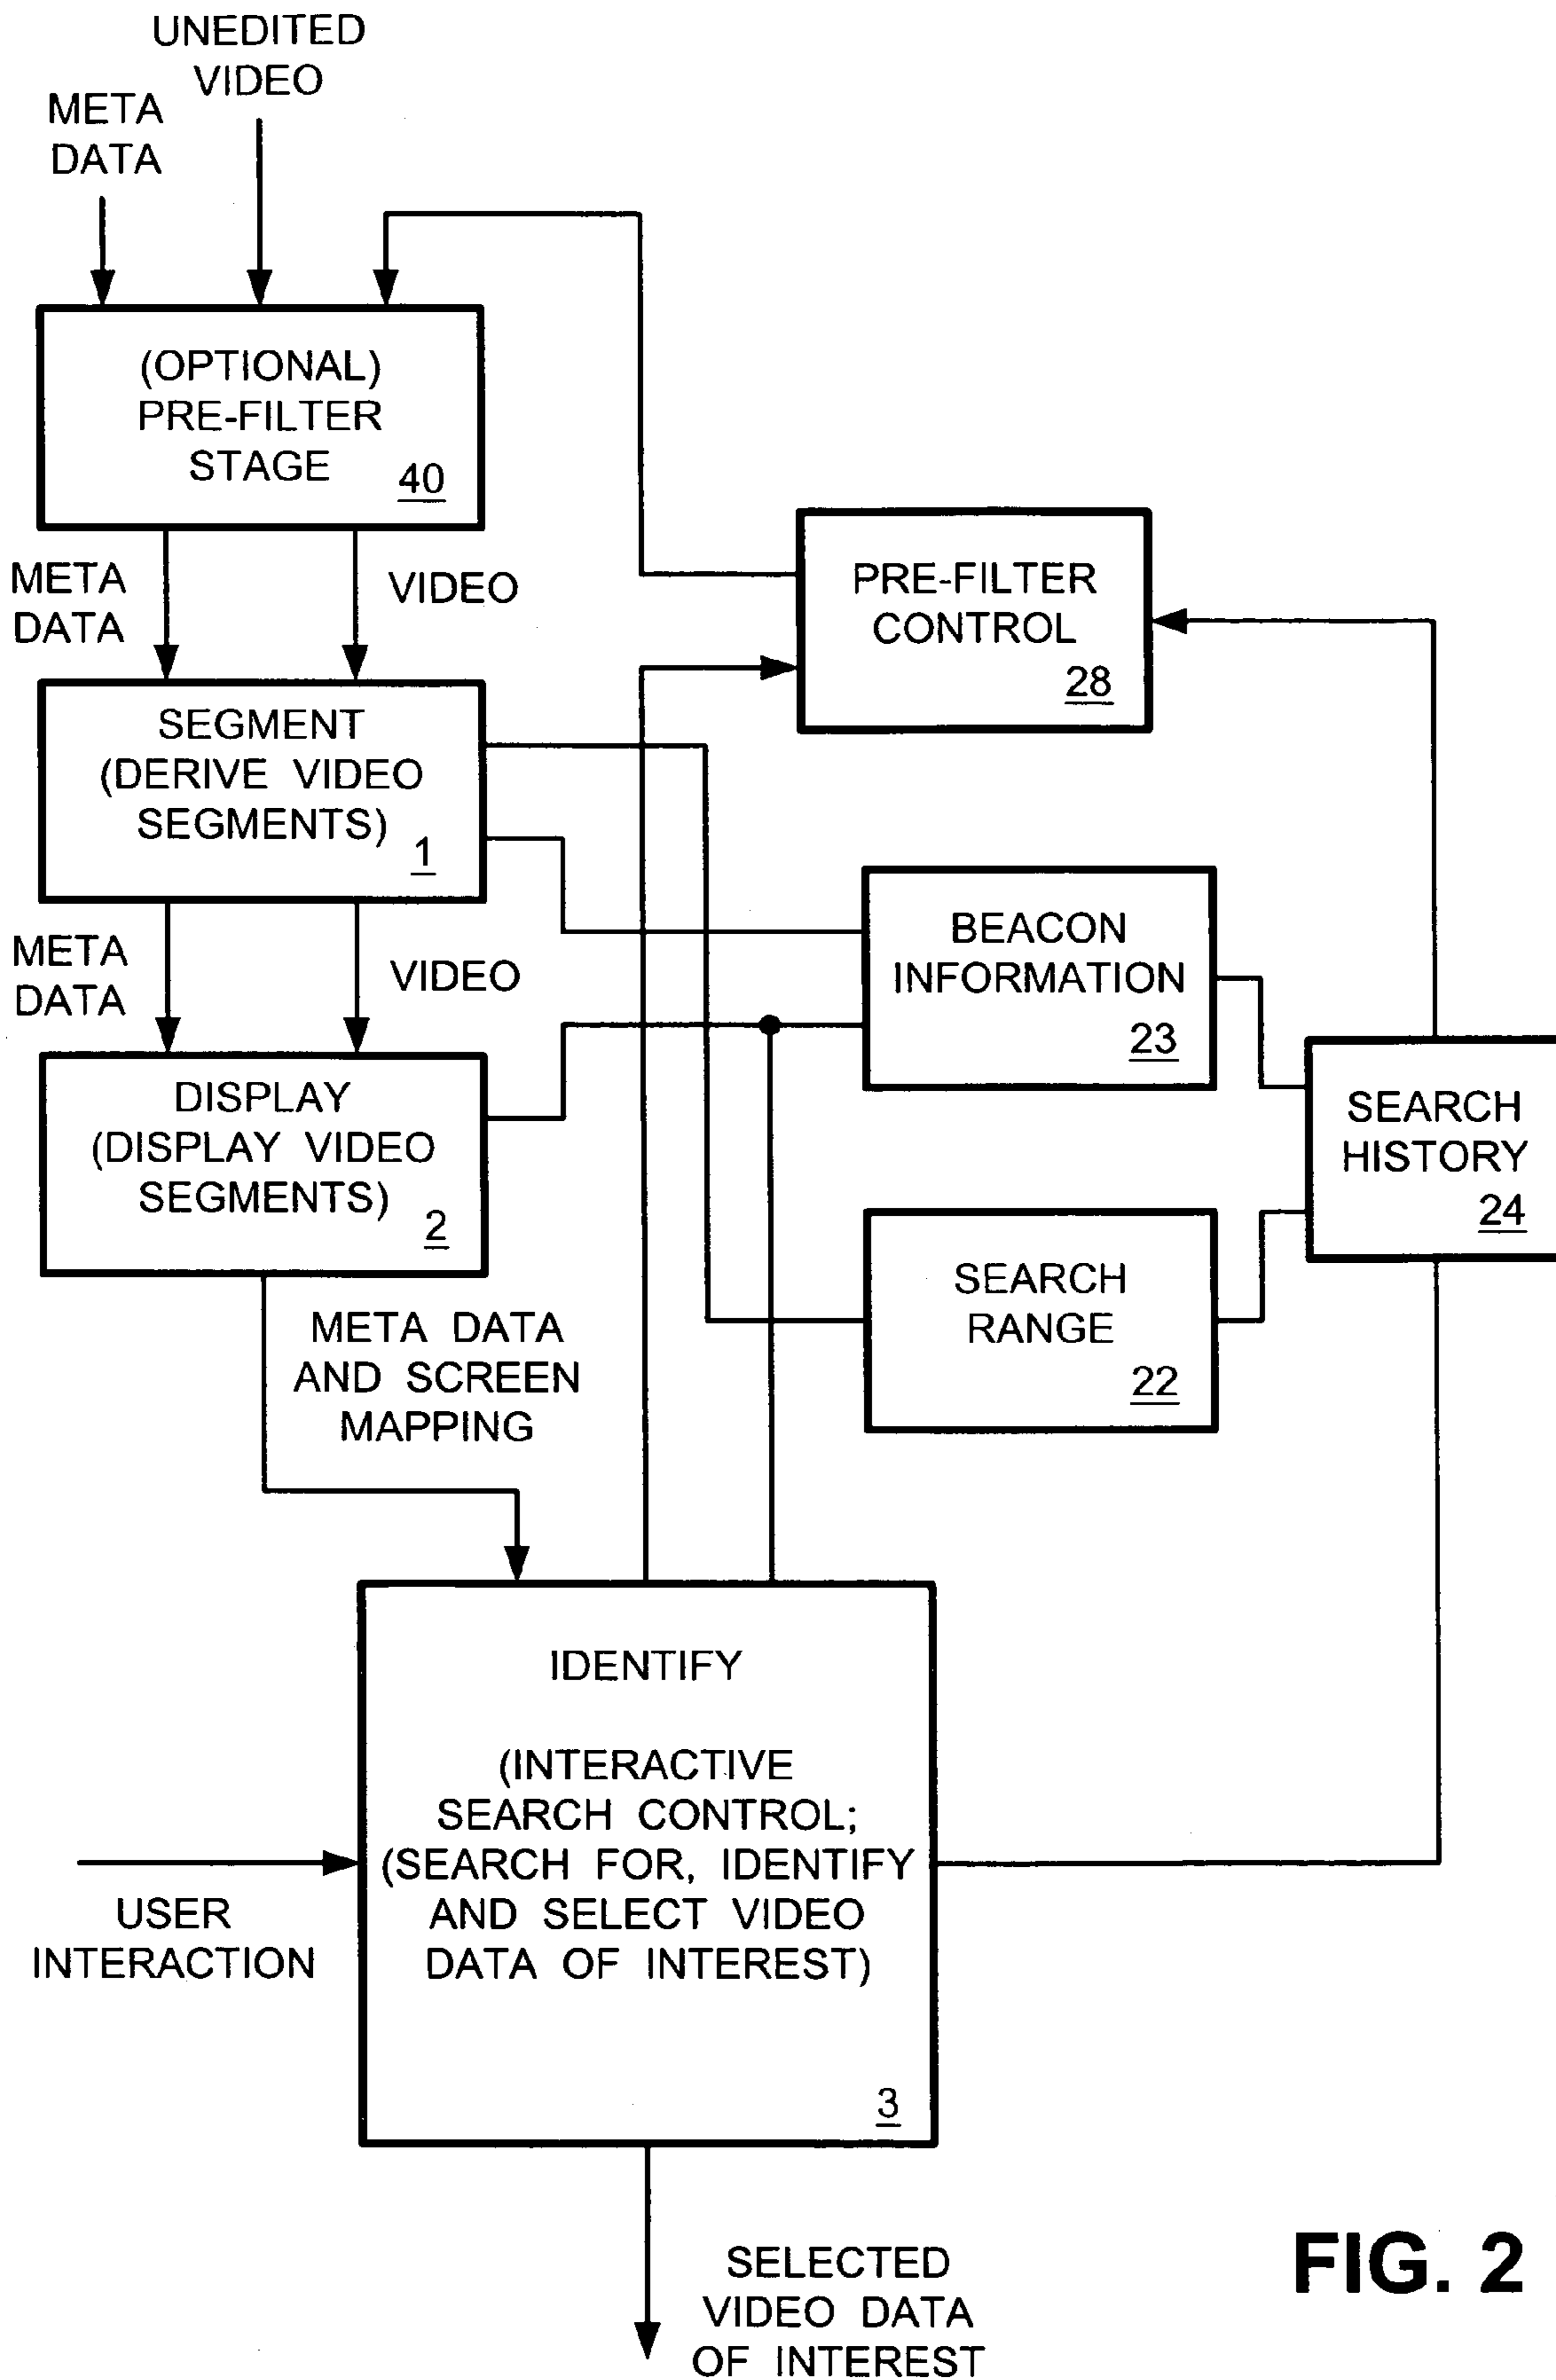 UNEDITED
VIDEO
META
DATA
(OPTIONAL)
PRE-FILTER
STAGE
40
META
DATA
VIDEO
PRE-FILTER
CONTROL
28
SEGMENT
(DERIVE VIDEO
SEGMENTS)
1
META
DATA
VIDEO
BEACON
INFORMATION
23
DISPLAY
(DISPLAY VIDEO
SEGMENTS)
2
SEARCH
HISTORY
24
SEARCH
RANGE
22
META DATA
AND SCREEN
MAPPING
IDENTIFY
(INTERACTIVE
SEARCH CONTROL;
(SEARCH FOR, IDENTIFY
AND SELECT VIDEO
DATA OF INTEREST)
3
USER
INTERACTION
SELECTED
VIDEO DATA
OF INTEREST
FIG. 2